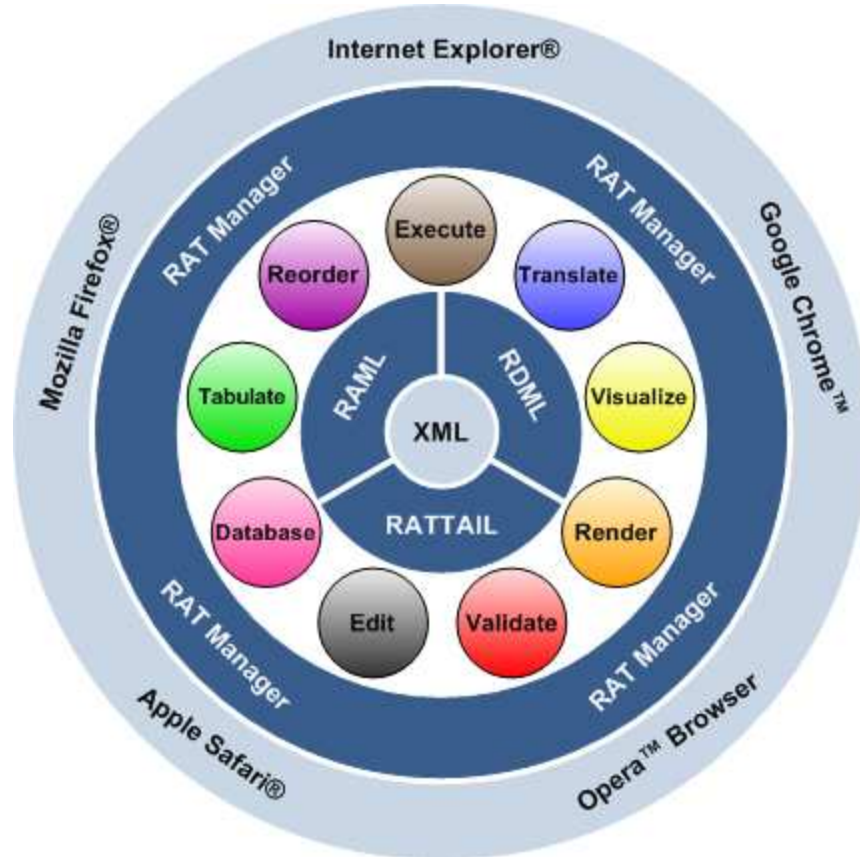 Internet Explorer®
RAT Manager
RAT Manager
Mozilla Firefox®
Google Chrome™
Execute
Reorder
Translate
Tabulate
Visualize
RAML
RDML
XML
RATTAIL
Database
Render
Edit
Validate
RAT Manager
RAT Manager
Apple Safari®
Opera™ Browser